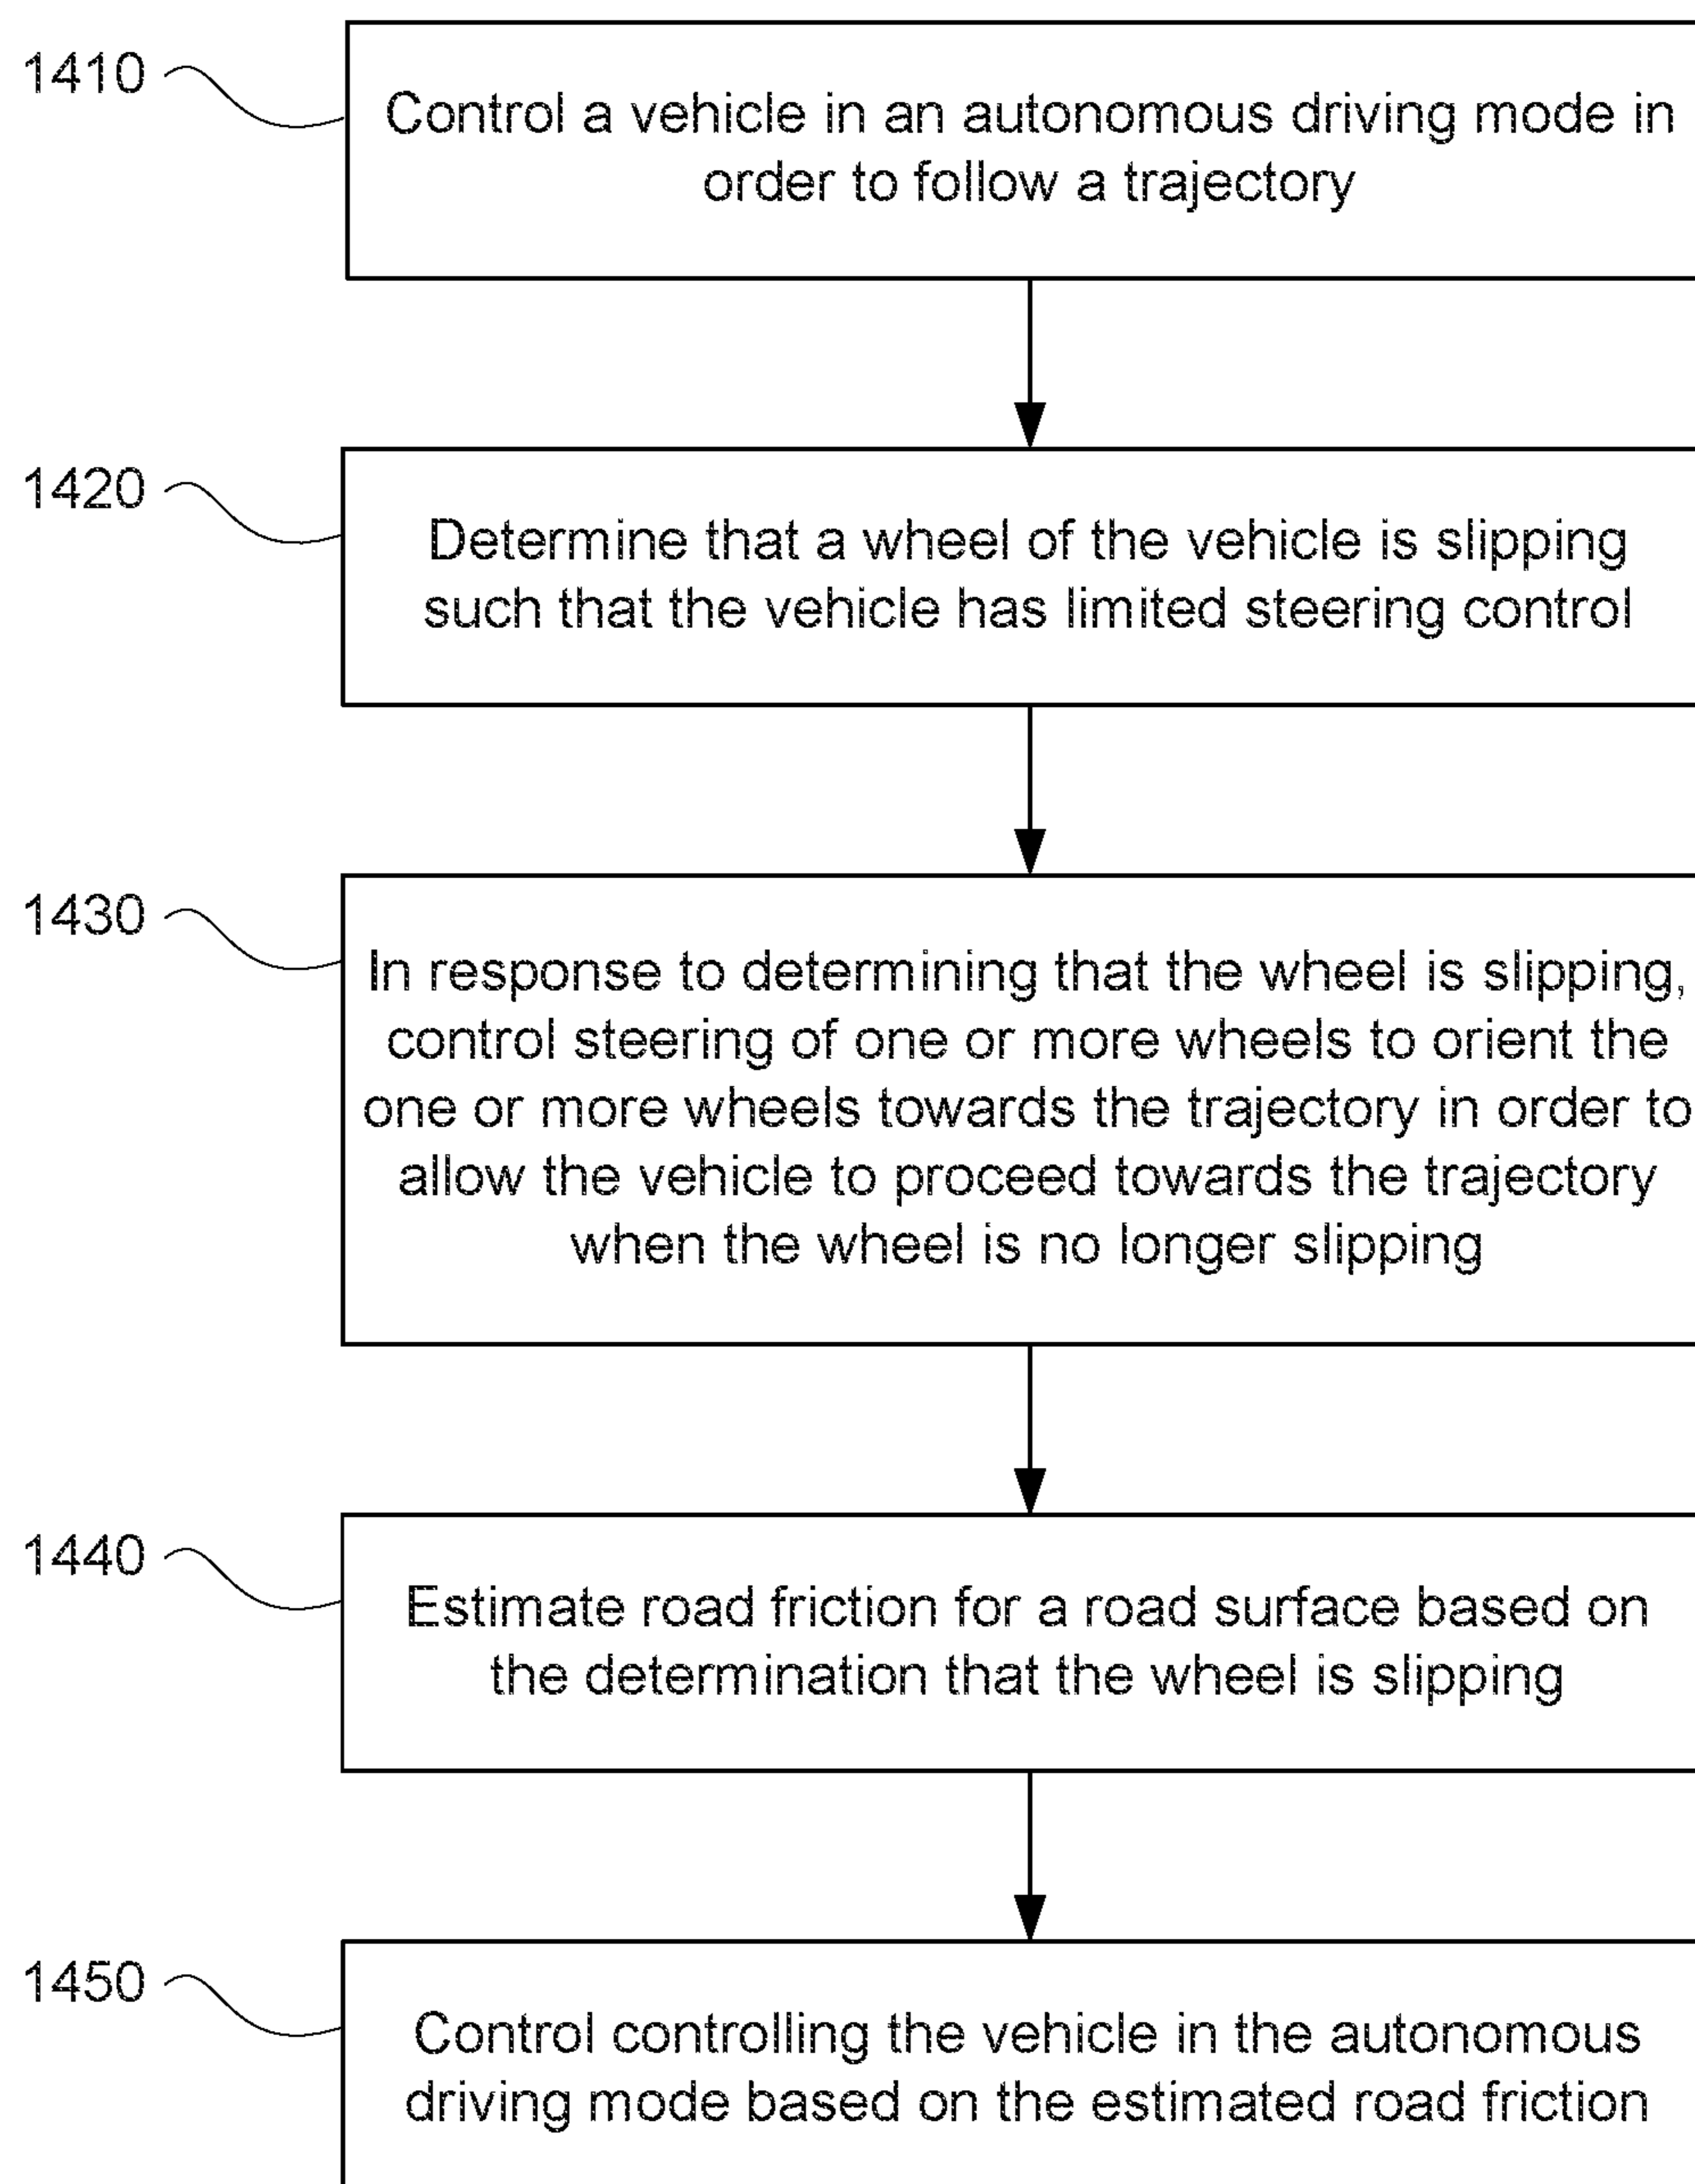 1410
Control a vehicle in an autonomous driving mode in
order to follow a trajectory
1420
Determine that a wheel of the vehicle is slipping
such that the vehicle has limited steering control
1430
In response to determining that the wheel is slipping,
control steering of one or more wheels to orient the
one or more wheels towards the trajectory in order to
allow the vehicle to proceed towards the trajectory
when the wheel is no longer slipping
1440
Estimate road friction for a road surface based on
the determination that the wheel is slipping
1450
Control controlling the vehicle in the autonomous
driving mode based on the estimated road friction